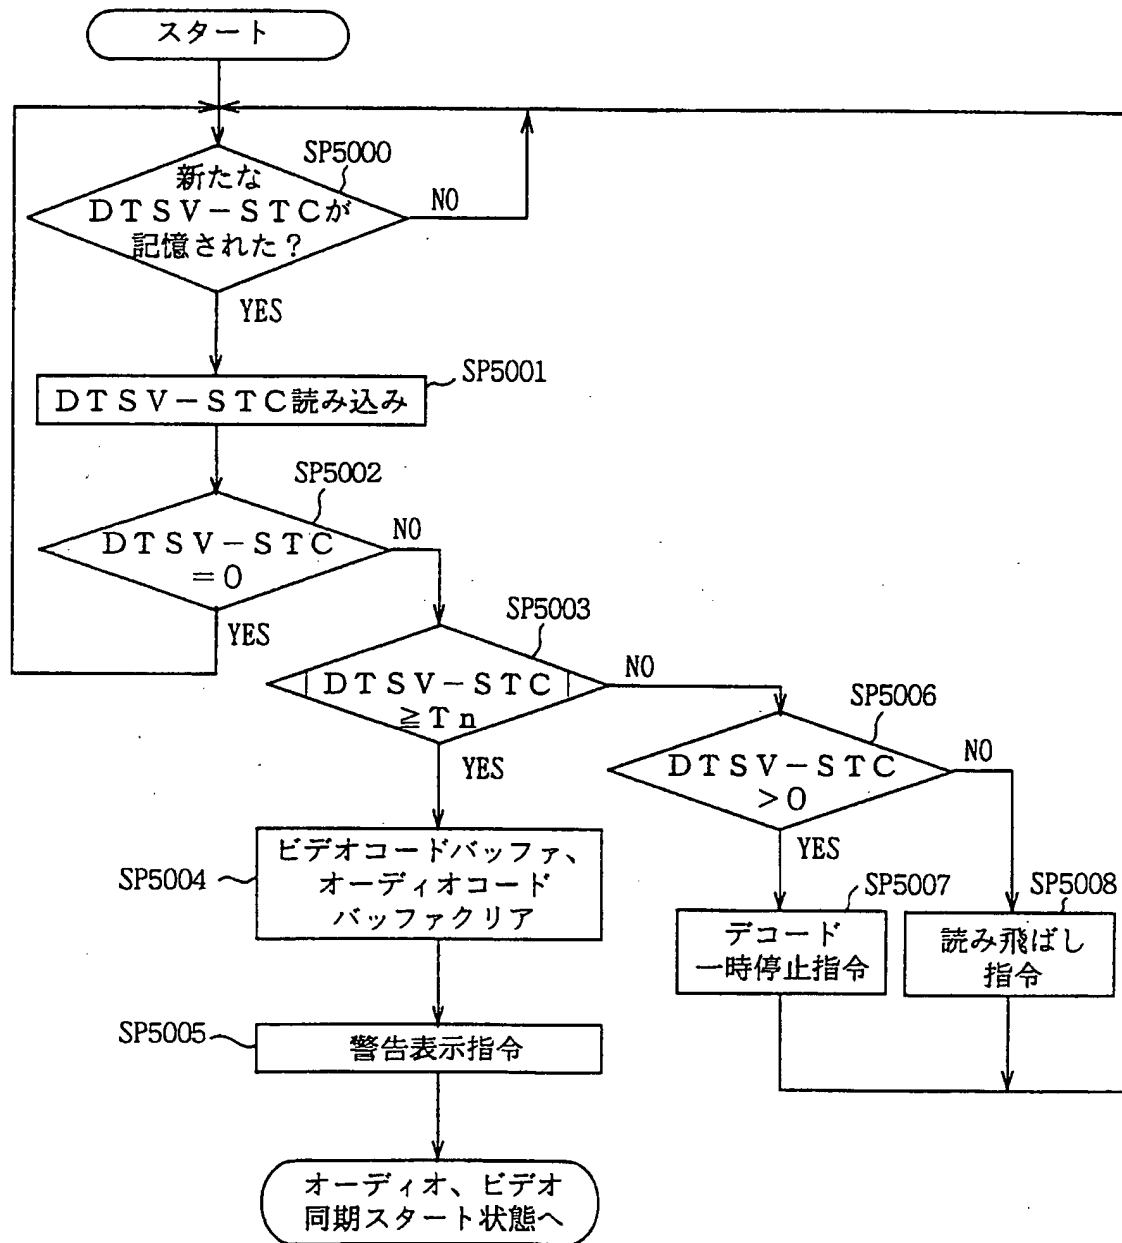 スタート
SP5000
新たな
DTSV-STCが
記憶された?
NO
YES
SP5001
DTSV-STC読み込み
SP5002
DTSV-STC
=0
NO
YES
SP5003
|DTSV-STC|
≧Tn
NO
YES
SP5006
DTSV-STC
>0
NO
YES
SP5004
ビデオコードバッファ、
オーディオコード
バッファクリア
SP5007
デコード
一時停止指令
SP5008
読み飛ばし
指令
SP5005
警告表示指令
オーディオ、ビデオ
同期スタート状態へ